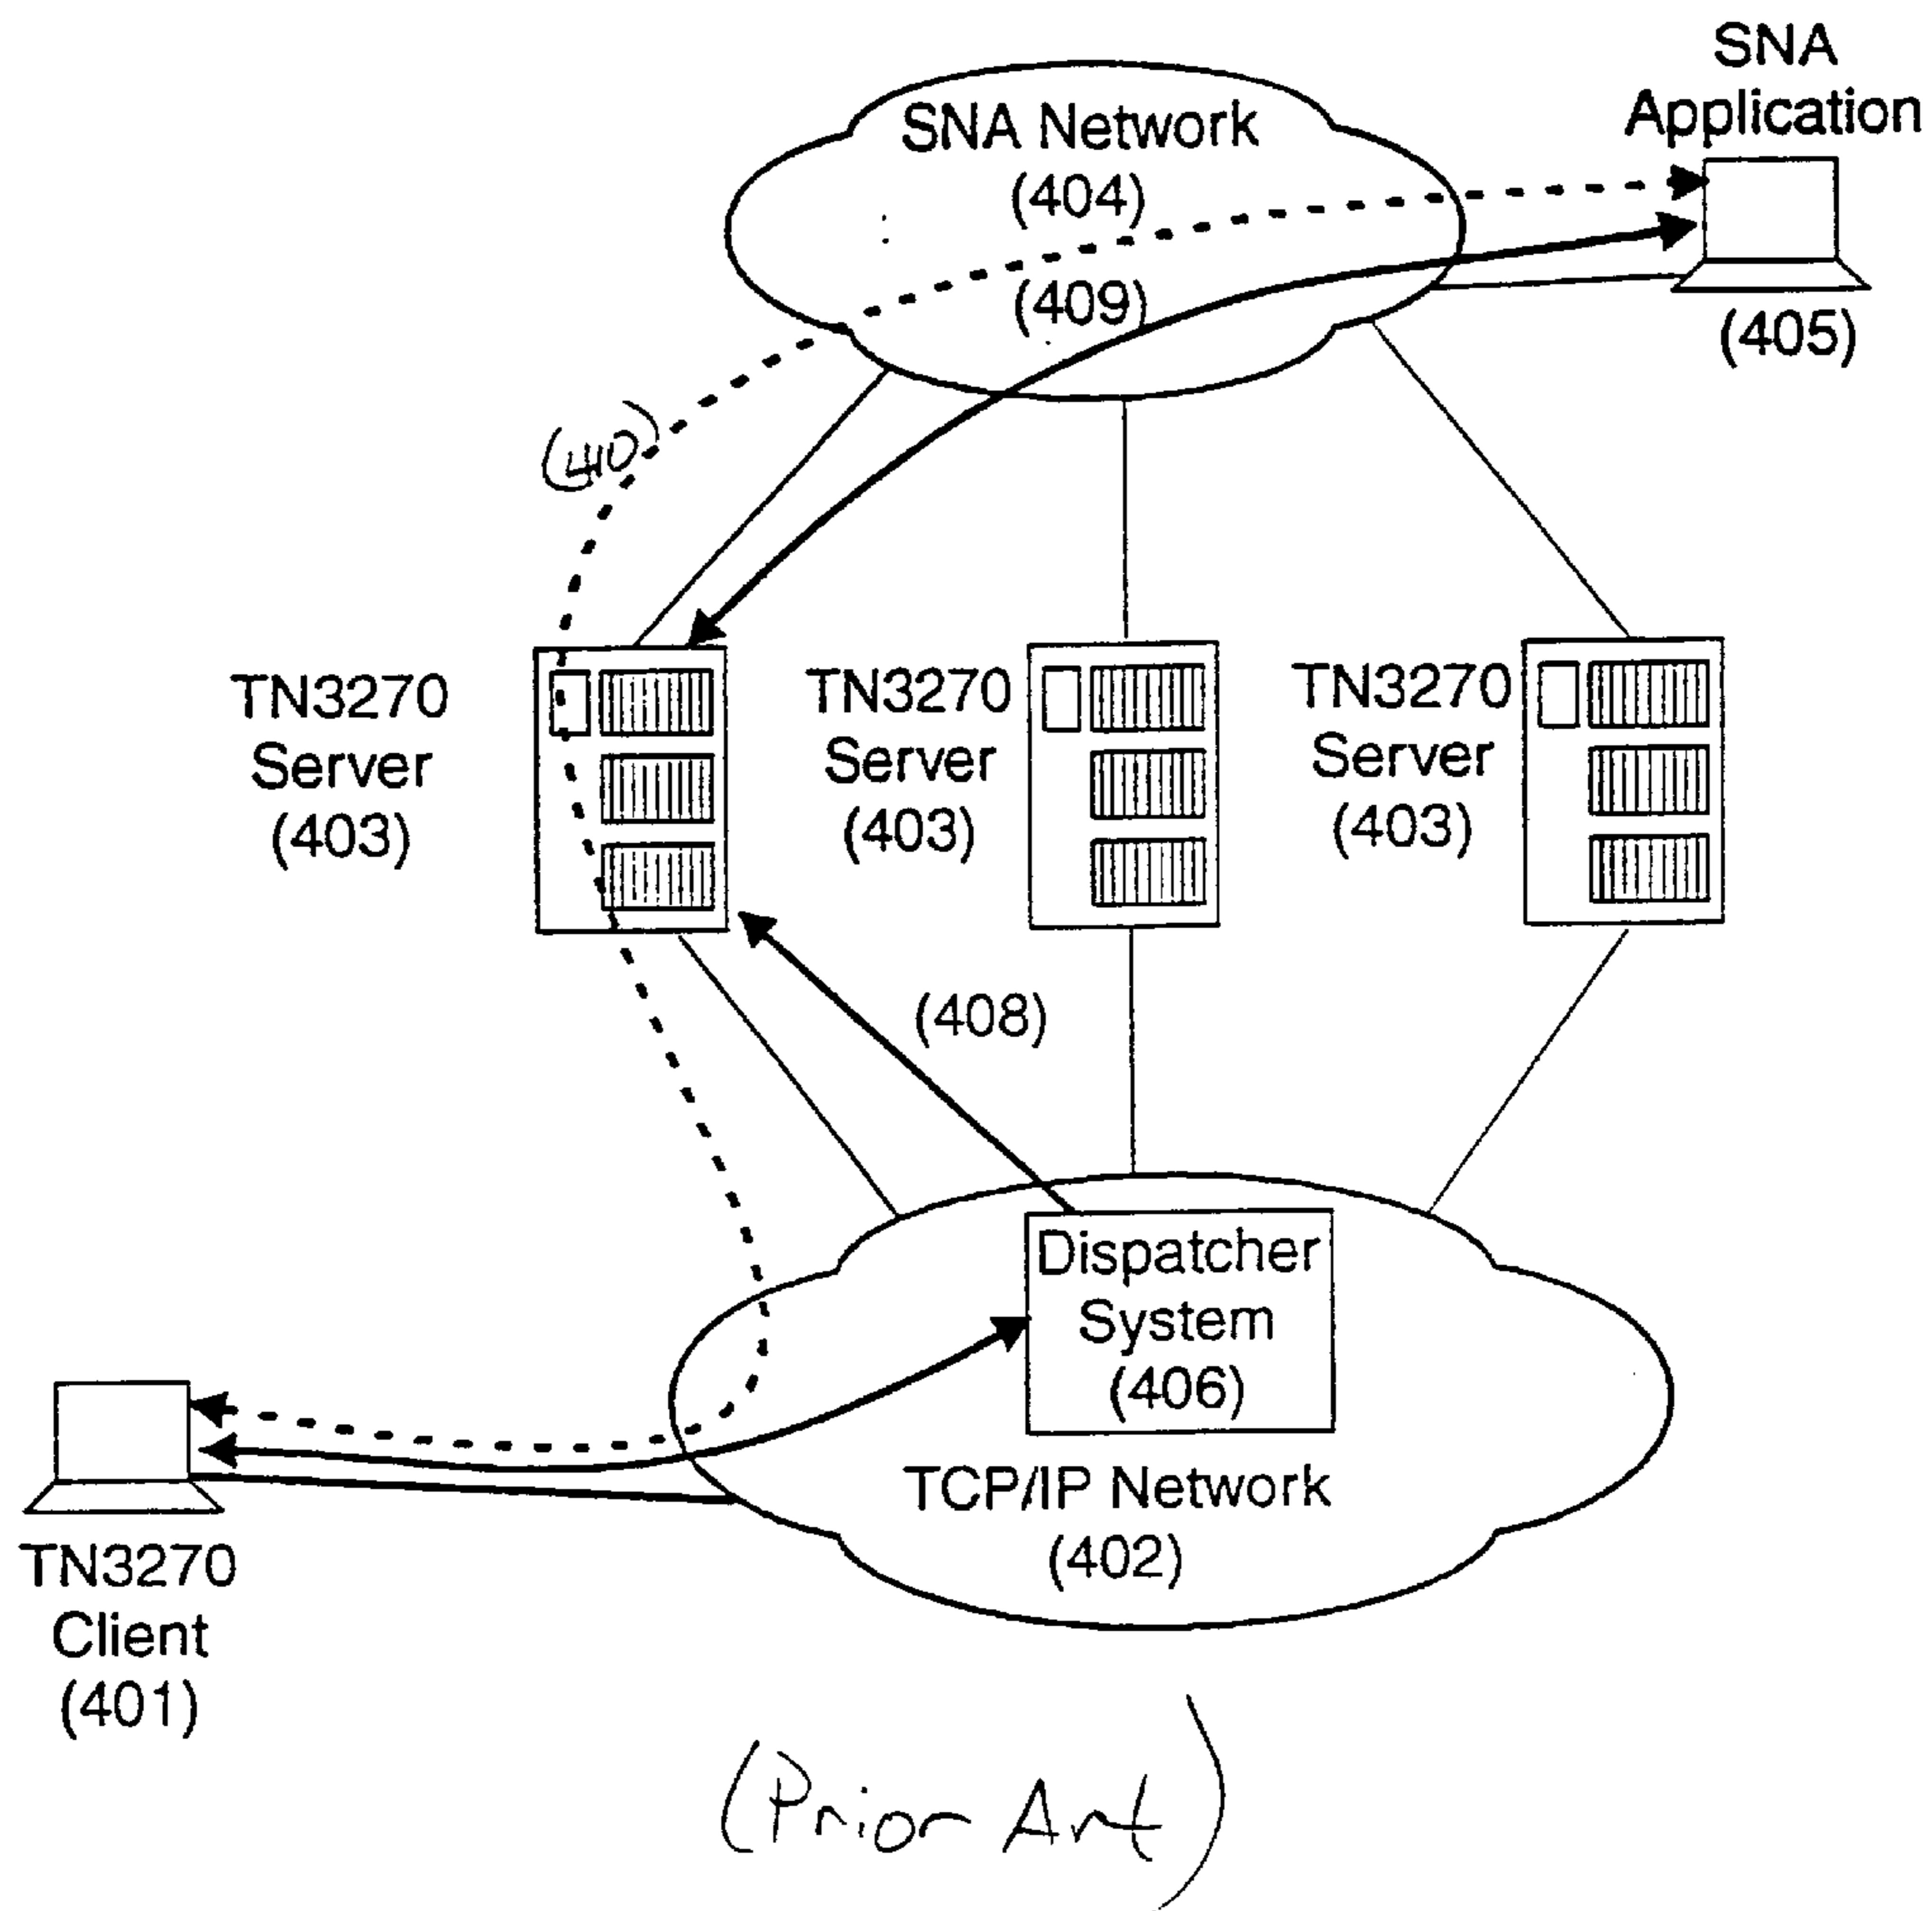 SNA
Application
SNA Network
(404)
(409)
(405)
(410)
TN3270
Server
(403)
TN3270
Server
(403)
TN3270
Server
(403)
(408)
Dispatcher
System
(406)
TCP/IP Network
(402)
TN3270
Client
(401)
(Prior Art)